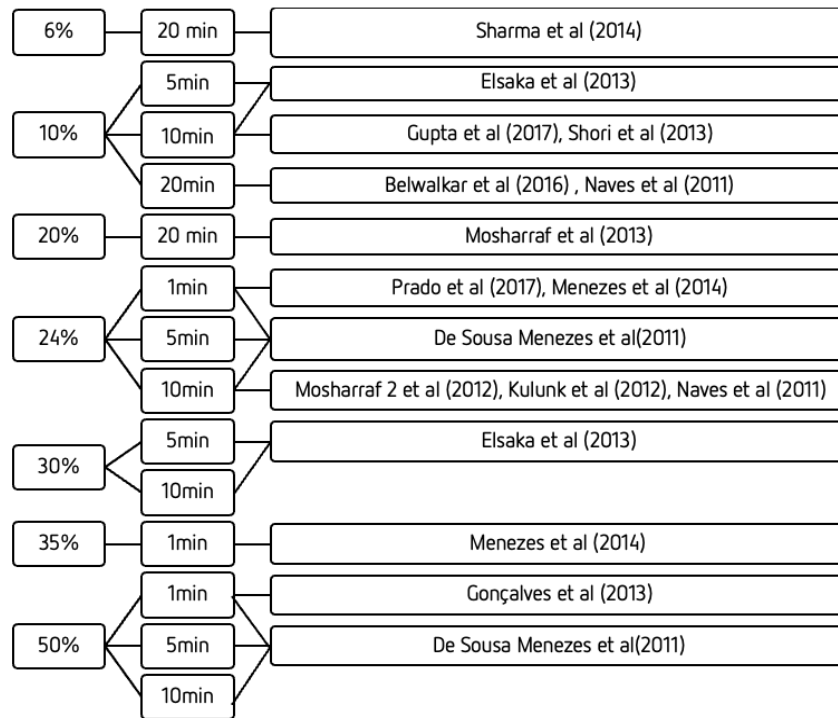 6% 20 min Sharma et al (2014)
5min Elsaka et al (2013)
10% 10min Gupta et al (2017), Shori et al (2013)
20min Belwalkar et al (2016) , Naves et al (2011)
20% 20 min Mosharraf et al (2013)
1min Prado et al (2017), Menezes et al (2014)
24% 5min De Sousa Menezes et al(2011)
10min Mosharraf 2 et al (2012), Kulunk et al (2012), Naves et al (2011)
5min Elsaka et al (2013)
30%
10min
35% 1min Menezes et al (2014)
1min Gonçalves et al (2013)
50% 5min De Sousa Menezes et al(2011)
10min